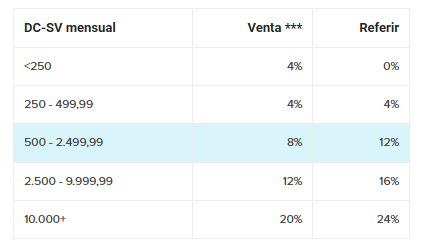 DC-SV mensual Venta *** Referir
<250 4% 0%
250 - 499,99 4% 4%
500 - 2.499,99 8% 12%
2.500 - 9.999,99 12% 16%
10.000+ 20% 24%